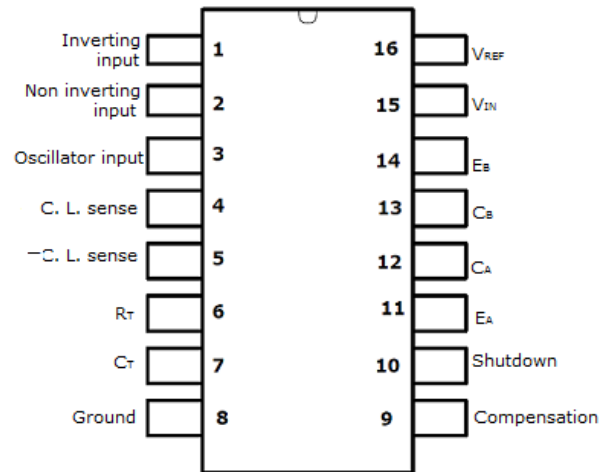 Inverting
input
1
16
VREF
Non inverting
input
2
15
VIN
Oscillator input
3
14
EB
C. L. sense
4
13
CB
—C. L. sense
5
12
CA
RT
6
11
EA
CT
7
10
Shutdown
Ground
8
9
Compensation